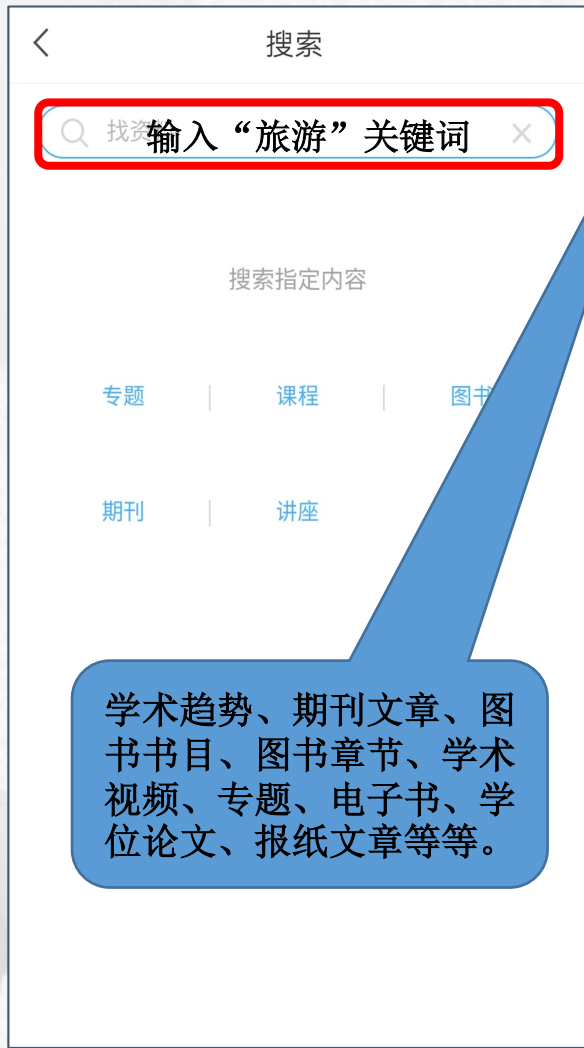 搜索
找资
输入“旅游”关键词
搜索指定内容
专题
课程
图书
期刊
讲座
学术趋势、期刊文章、图
书书目、图书章节、学术
视频、专题、电子书、学
位论文、报纸文章等等。